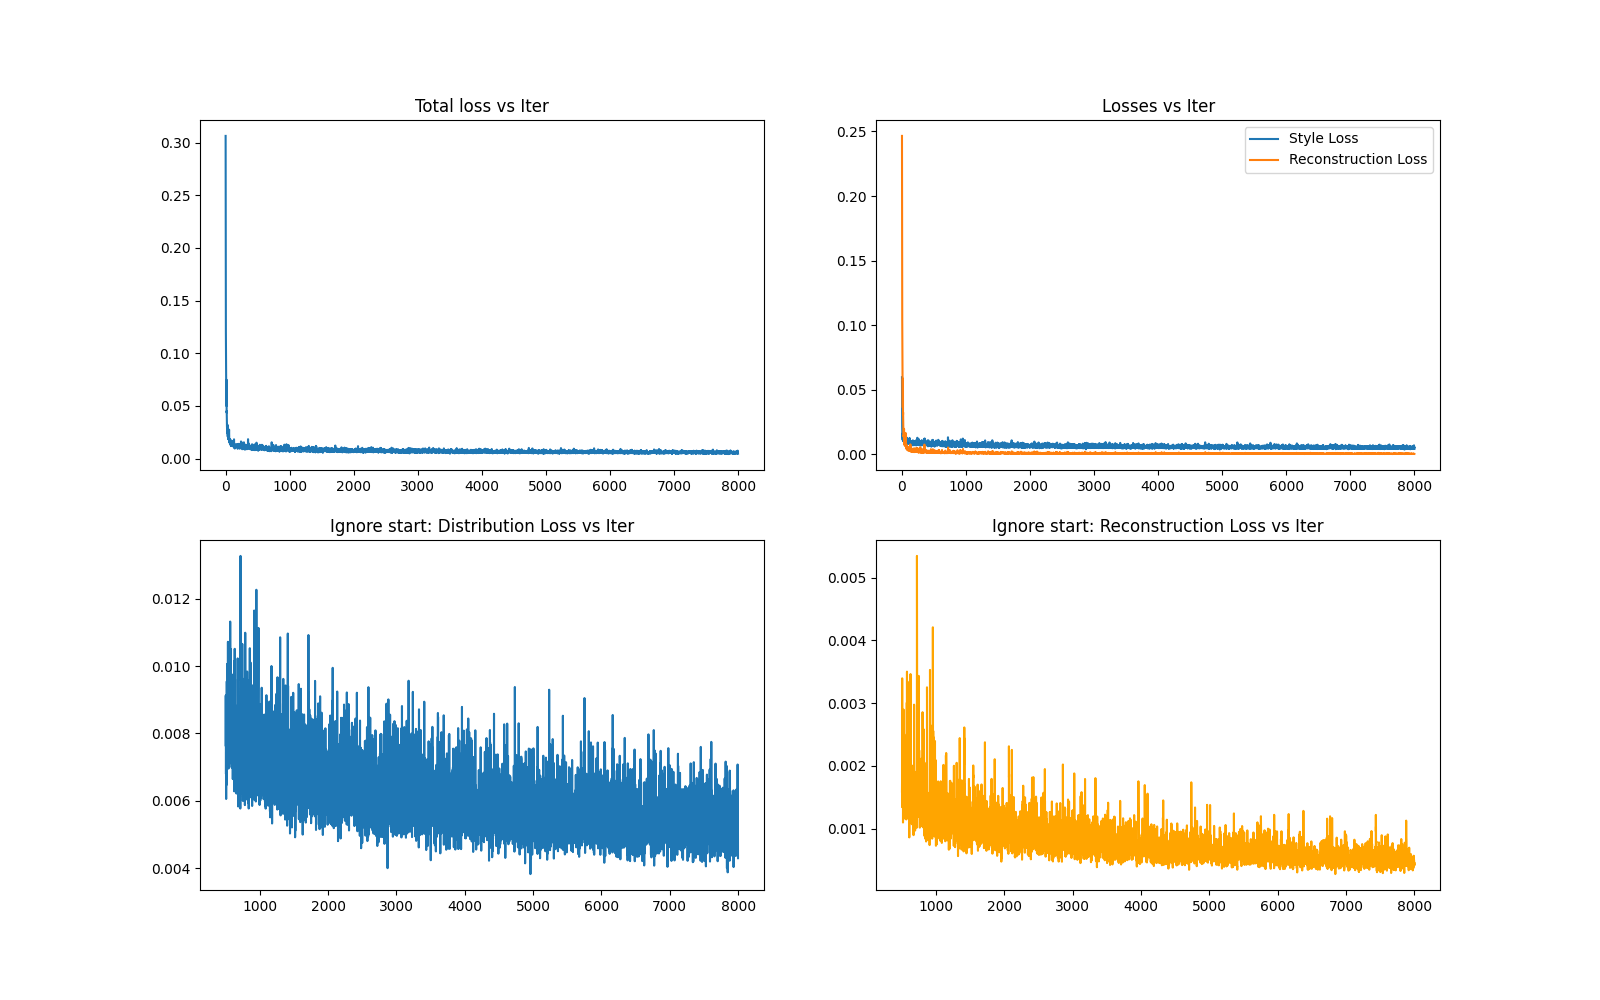 Total loss vs Iter
0.30
0.25
0.20
0.15
0.10
0.05
0.00
0 1000 2000 3000 4000 5000 6000 7000 8000
Losses vs Iter
Style Loss
Reconstruction Loss
0.25
0.20
0.15
0.10
0.05
0.00
0 1000 2000 3000 4000 5000 6000 7000 8000
Ignore start: Distribution Loss vs Iter
0.012
0.010
0.008
0.006
0.004
1000 2000 3000 4000 5000 6000 7000 8000
Ignore start: Reconstruction Loss vs Iter
0.005
0.004
0.003
0.002
0.001
1000 2000 3000 4000 5000 6000 7000 8000